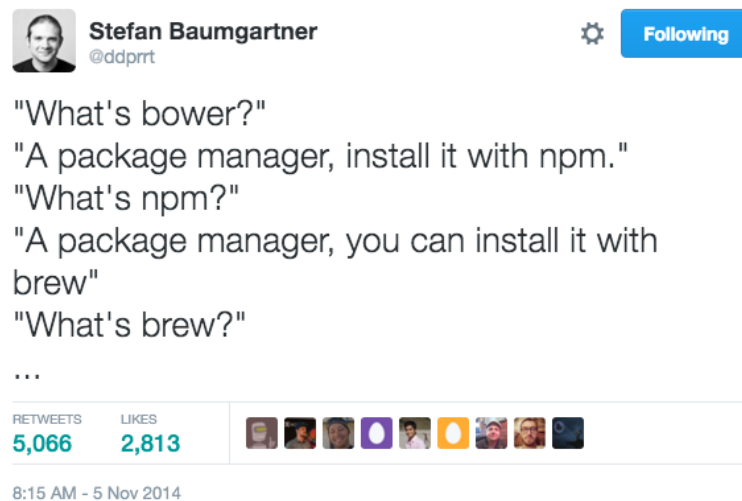 Stefan Baumgartner
@ddprrt
Following
"What's bower?"
"A package manager, install it with npm."
"What's npm?"
"A package manager, you can install it with
brew"
"What's brew?"
...
RETWEETS LIKES
5,066 2,813
8:15 AM - 5 Nov 2014